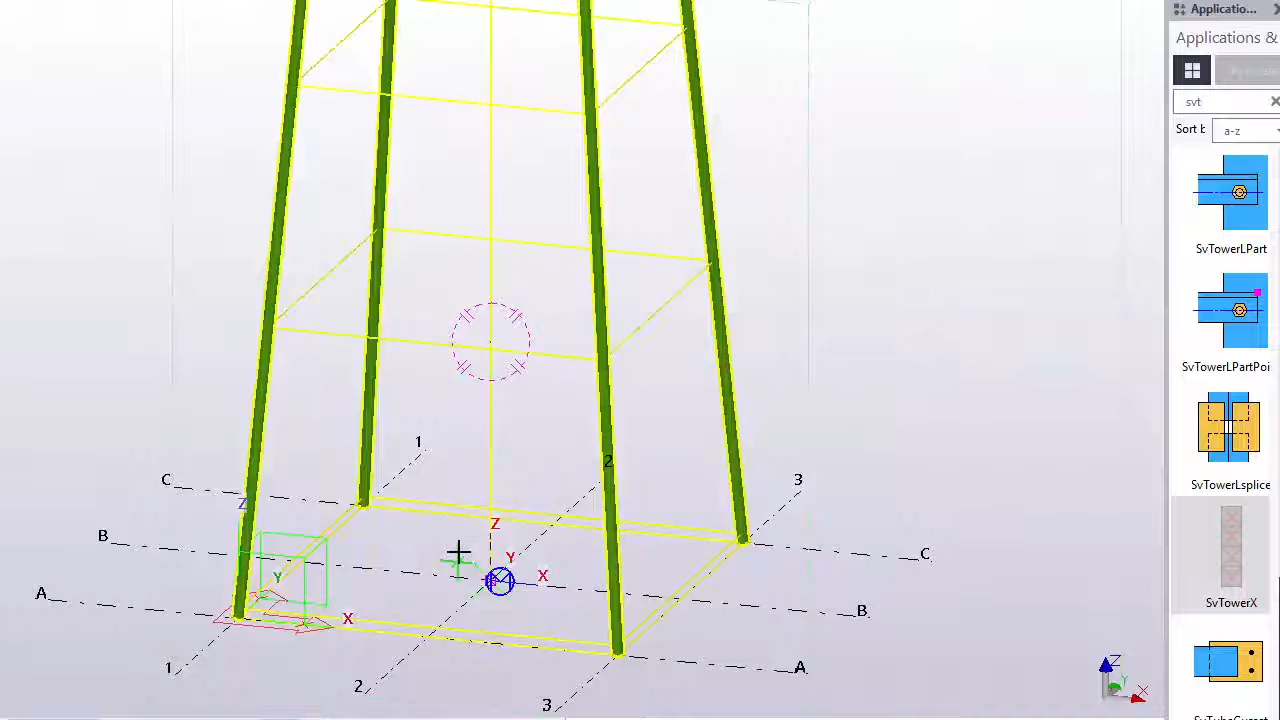 Applicatio...
Applications &
svt
Sort b
a-z
SvTowerLPart
SvTowerLPartPoi
SvTowerLsplice
SvTowerX
1
2
3
C
Z
B
A
Z
Y
X
Y
X
C
B
A
1
2
3
Z
Y
X